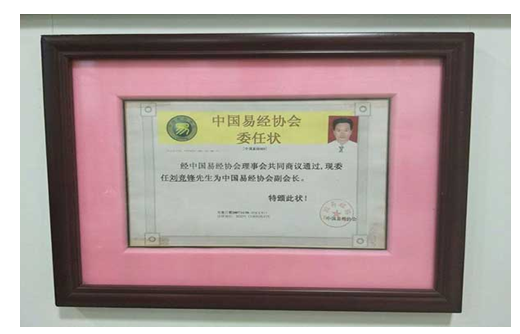 中国易经协会
委任状
经中国易经协会理事会共同商议通过,现委
任刘竞锋先生为中国易经协会副会长。
特颁此状!